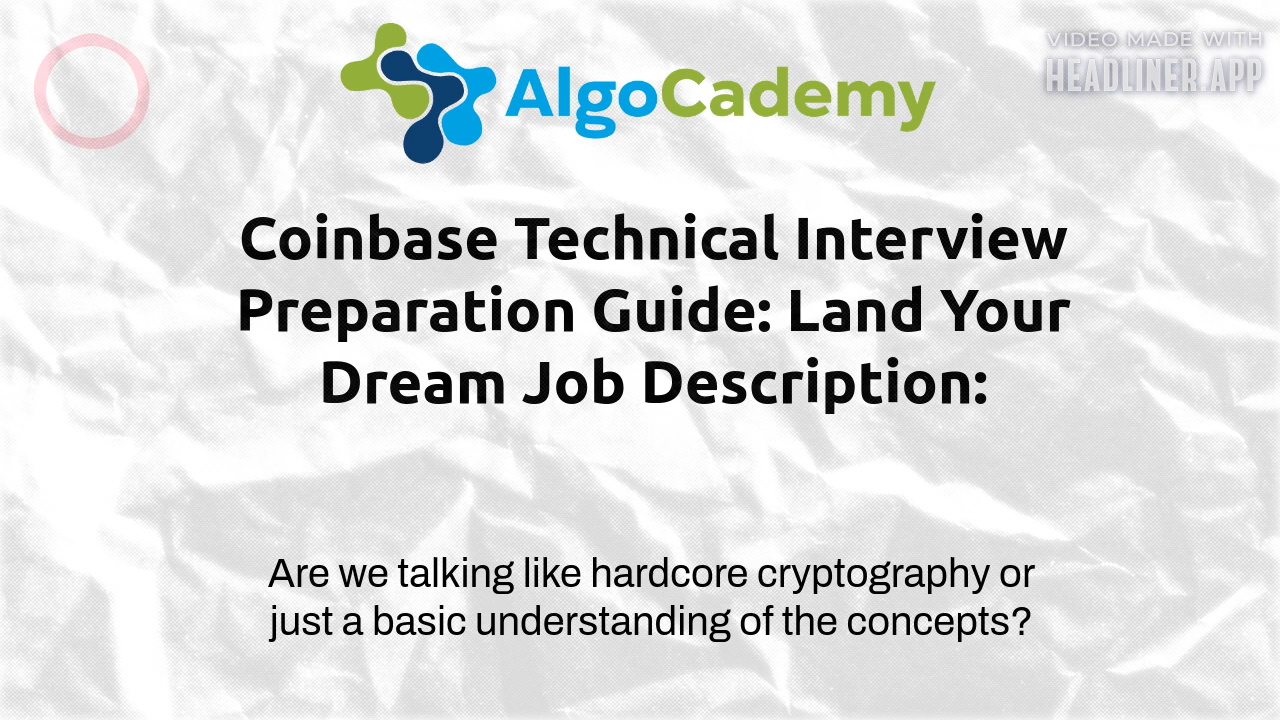 VIDEO MADE WITH
HEADLINER.APP
AlgoCademy
Coinbase Technical Interview
Preparation Guide: Land Your
Dream Job Description:
Are we talking like hardcore cryptography or
just a basic understanding of the concepts?